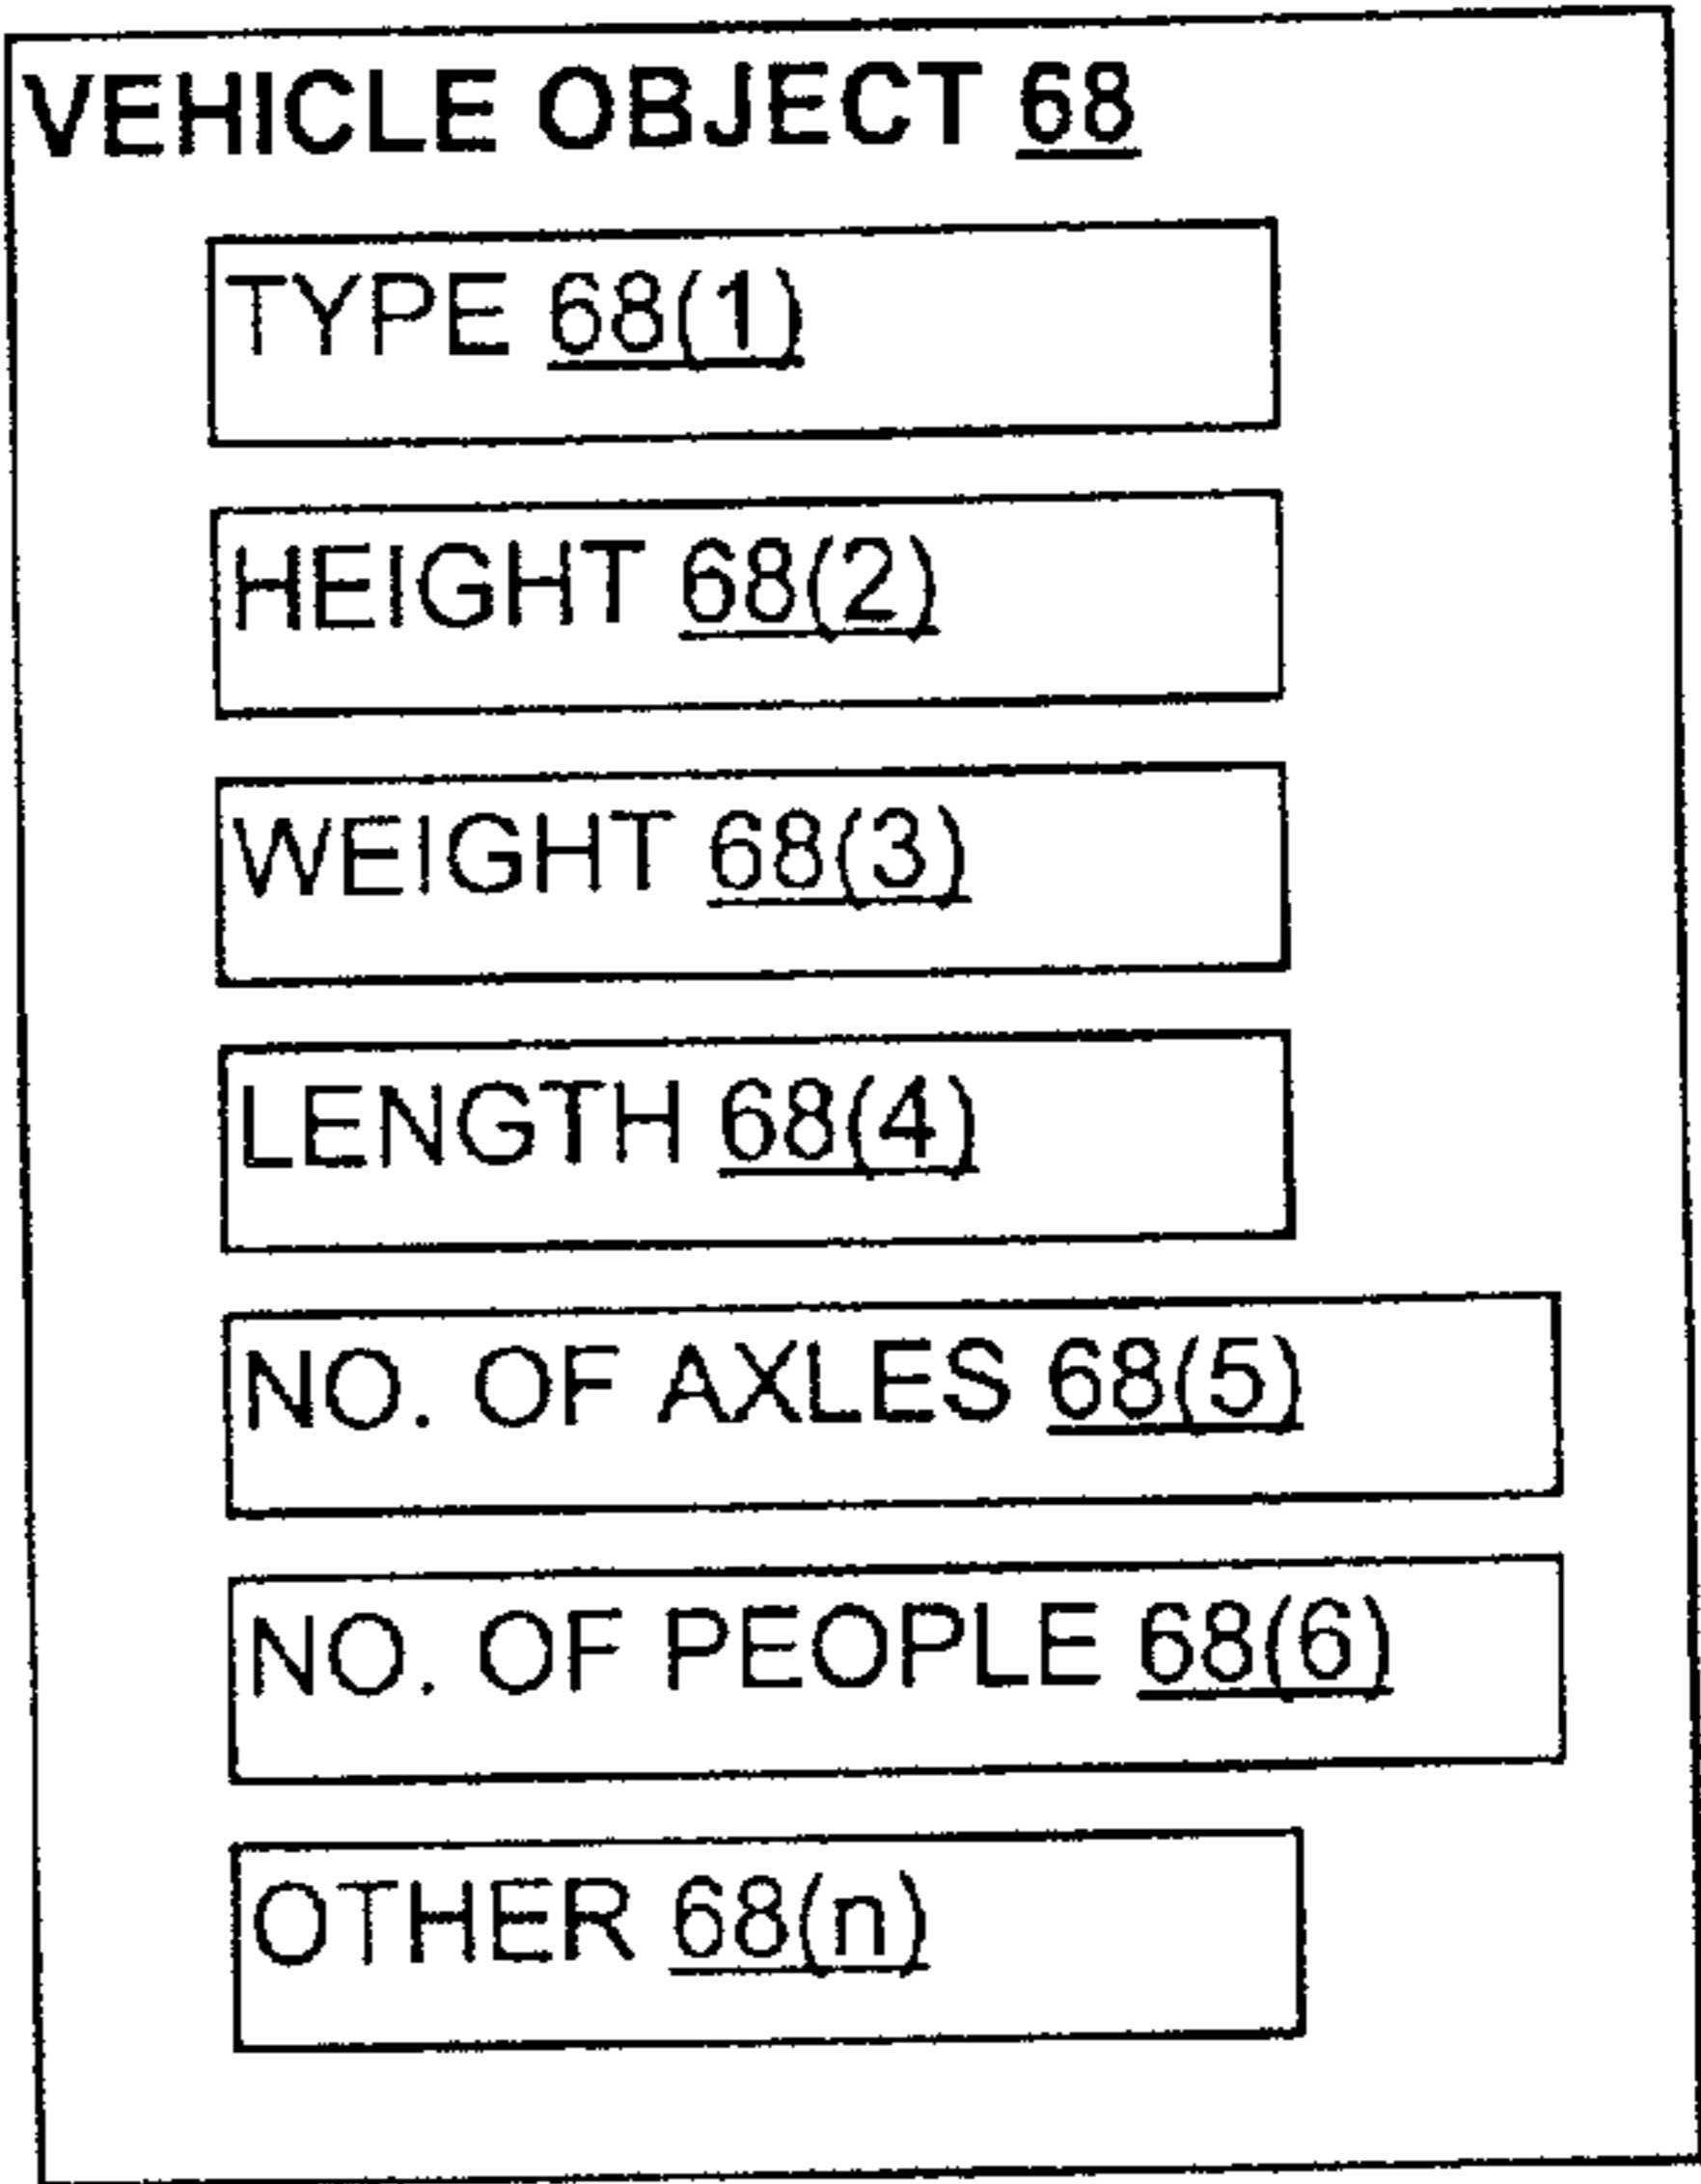 VEHICLE OBJECT 68
TYPE 68(1)
HEIGHT 68(2)
WEIGHT 68(3)
LENGTH 68(4)
NO. OF AXLES 68(5)
NO. OF PEOPLE 68(6)
OTHER 68(n)